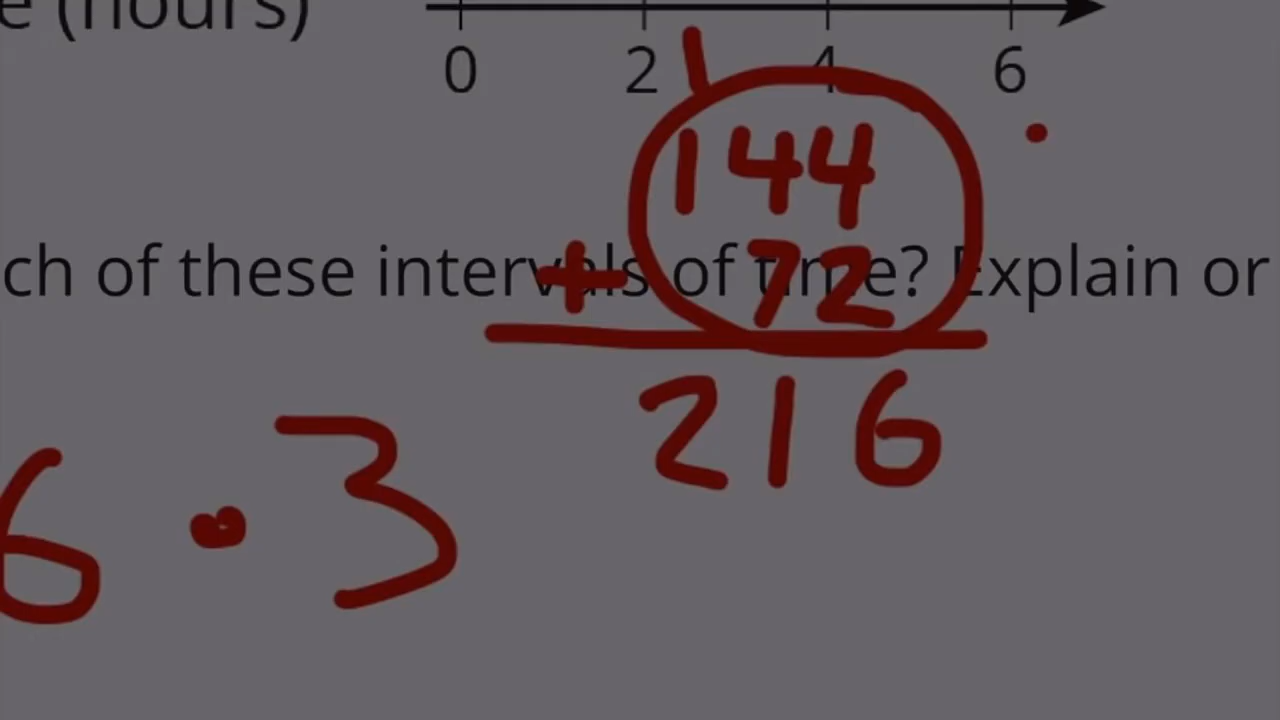 e (hours)
0 2 4 6
1
144
ch of these intervals of time? Explain or
+ 72
216
6 • 3